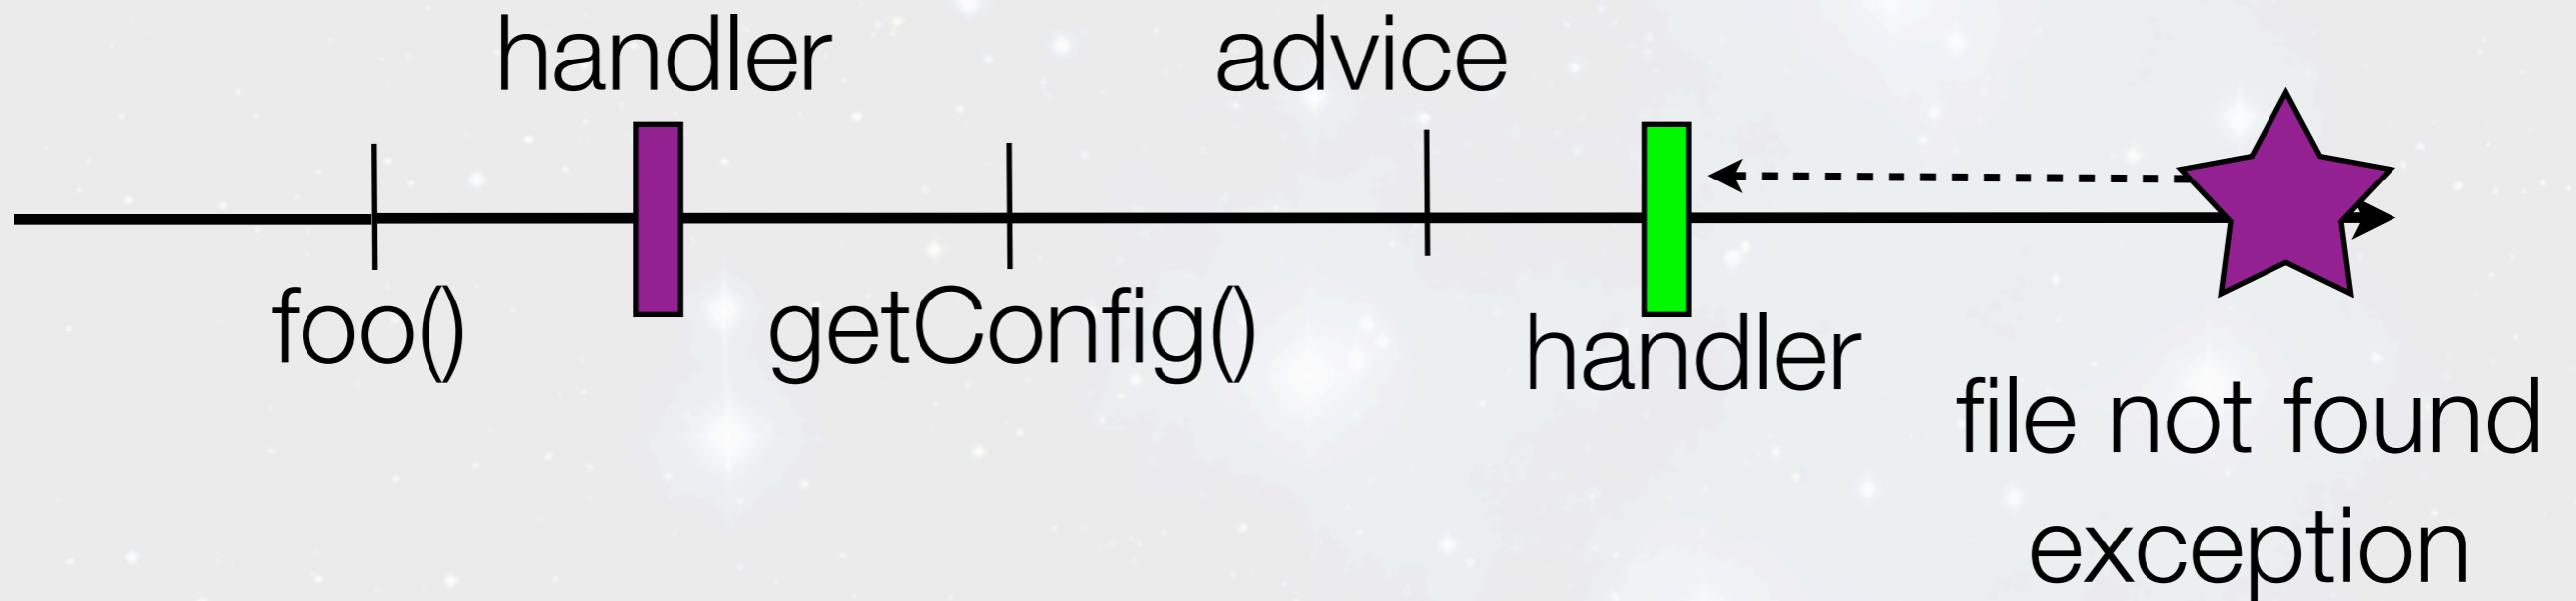 handler
advice
foo()
getConfig()
handler
file not found
exception